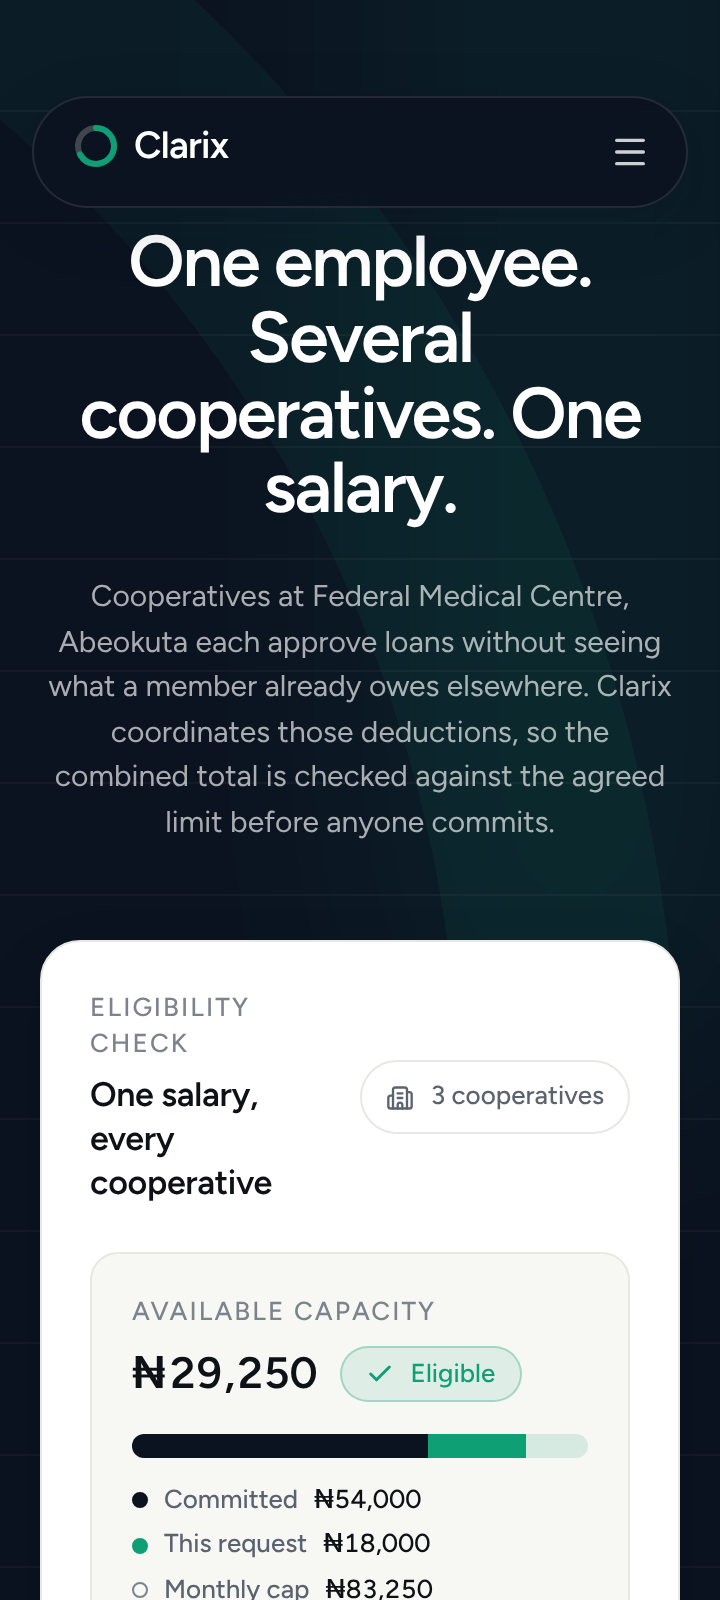 Clarix
One employee.
Several
cooperatives. One
salary.
Cooperatives at Federal Medical Centre,
Abeokuta each approve loans without seeing
what a member already owes elsewhere. Clarix
coordinates those deductions, so the
combined total is checked against the agreed
limit before anyone commits.
ELIGIBILITY
CHECK
One salary,
every
cooperative
3 cooperatives
AVAILABLE CAPACITY
₦29,250
Eligible
Committed ₦54,000
This request ₦18,000
Monthly cap ₦83,250